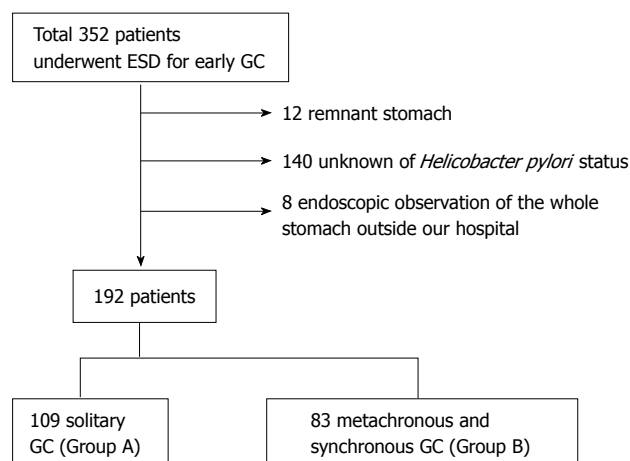 Total 352 patients
underwent ESD for early GC
12 remnant stomach
140 unknown of Helicobacter pylori status
8 endoscopic observation of the whole
stomach outside our hospital
192 patients
109 solitary
GC (Group A)
83 metachronous and
synchronous GC (Group B)